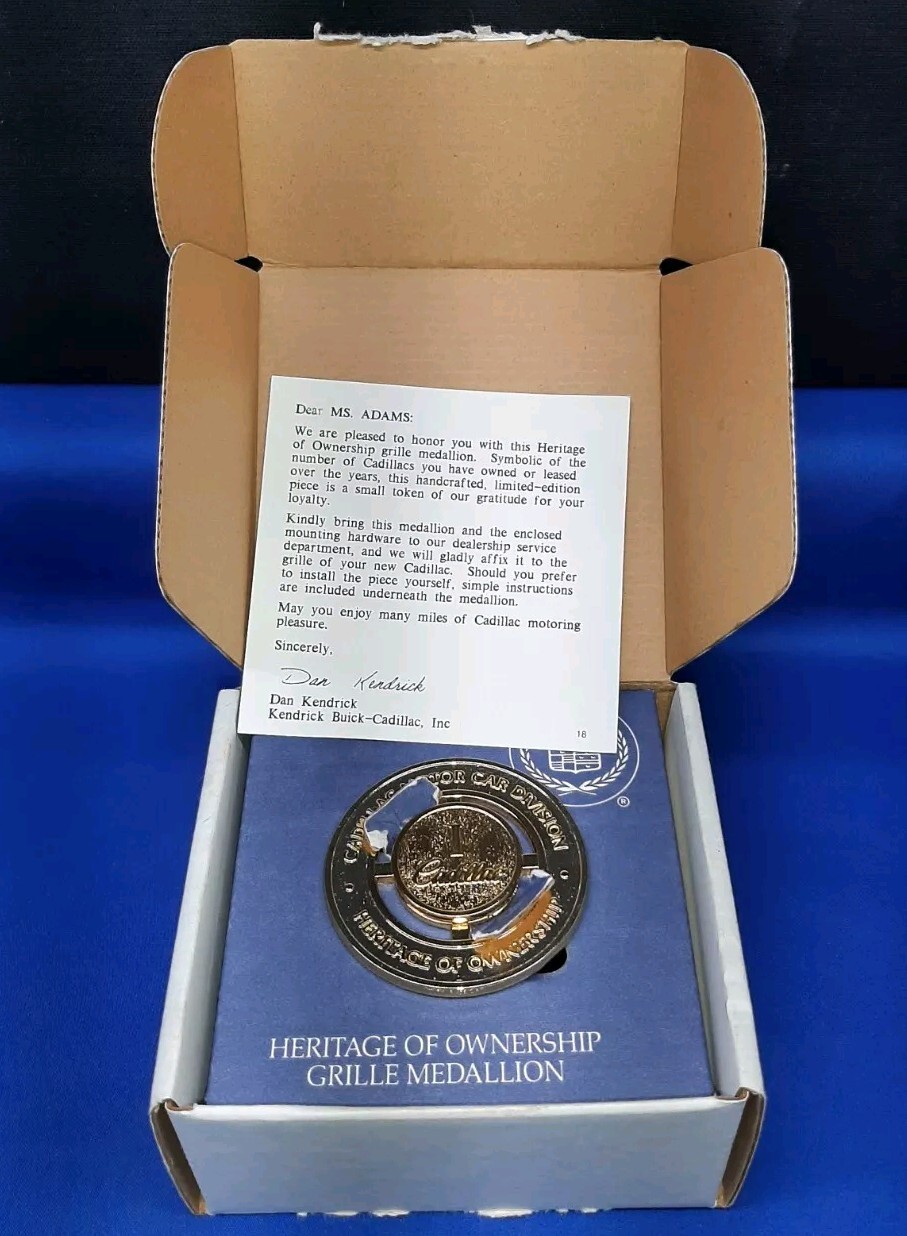 Dear MS. ADAMS:
We are pleased to honor you with this Heritage
of Ownership grille medallion. Symbolic of the
number of Cadillacs you have owned or leased
over the years, this handcrafted, limited-edition
piece is a small token of our gratitude for your
loyalty.
Kindly bring this medallion and the enclosed
mounting hardware to our dealership service
department, and we will gladly affix it to the
grille of your new Cadillac. Should you prefer
to install the piece yourself, simple instructions
are included underneath the medallion.
May you enjoy many miles of Cadillac motoring
pleasure.
Sincerely,
Dan Kendrick
Dan Kendrick
Kendrick Buick-Cadillac, Inc
18
®
CADILLAC MOTOR CAR DIVISION
1
Cadillac
HERITAGE OF OWNERSHIP
HERITAGE OF OWNERSHIP
GRILLE MEDALLION